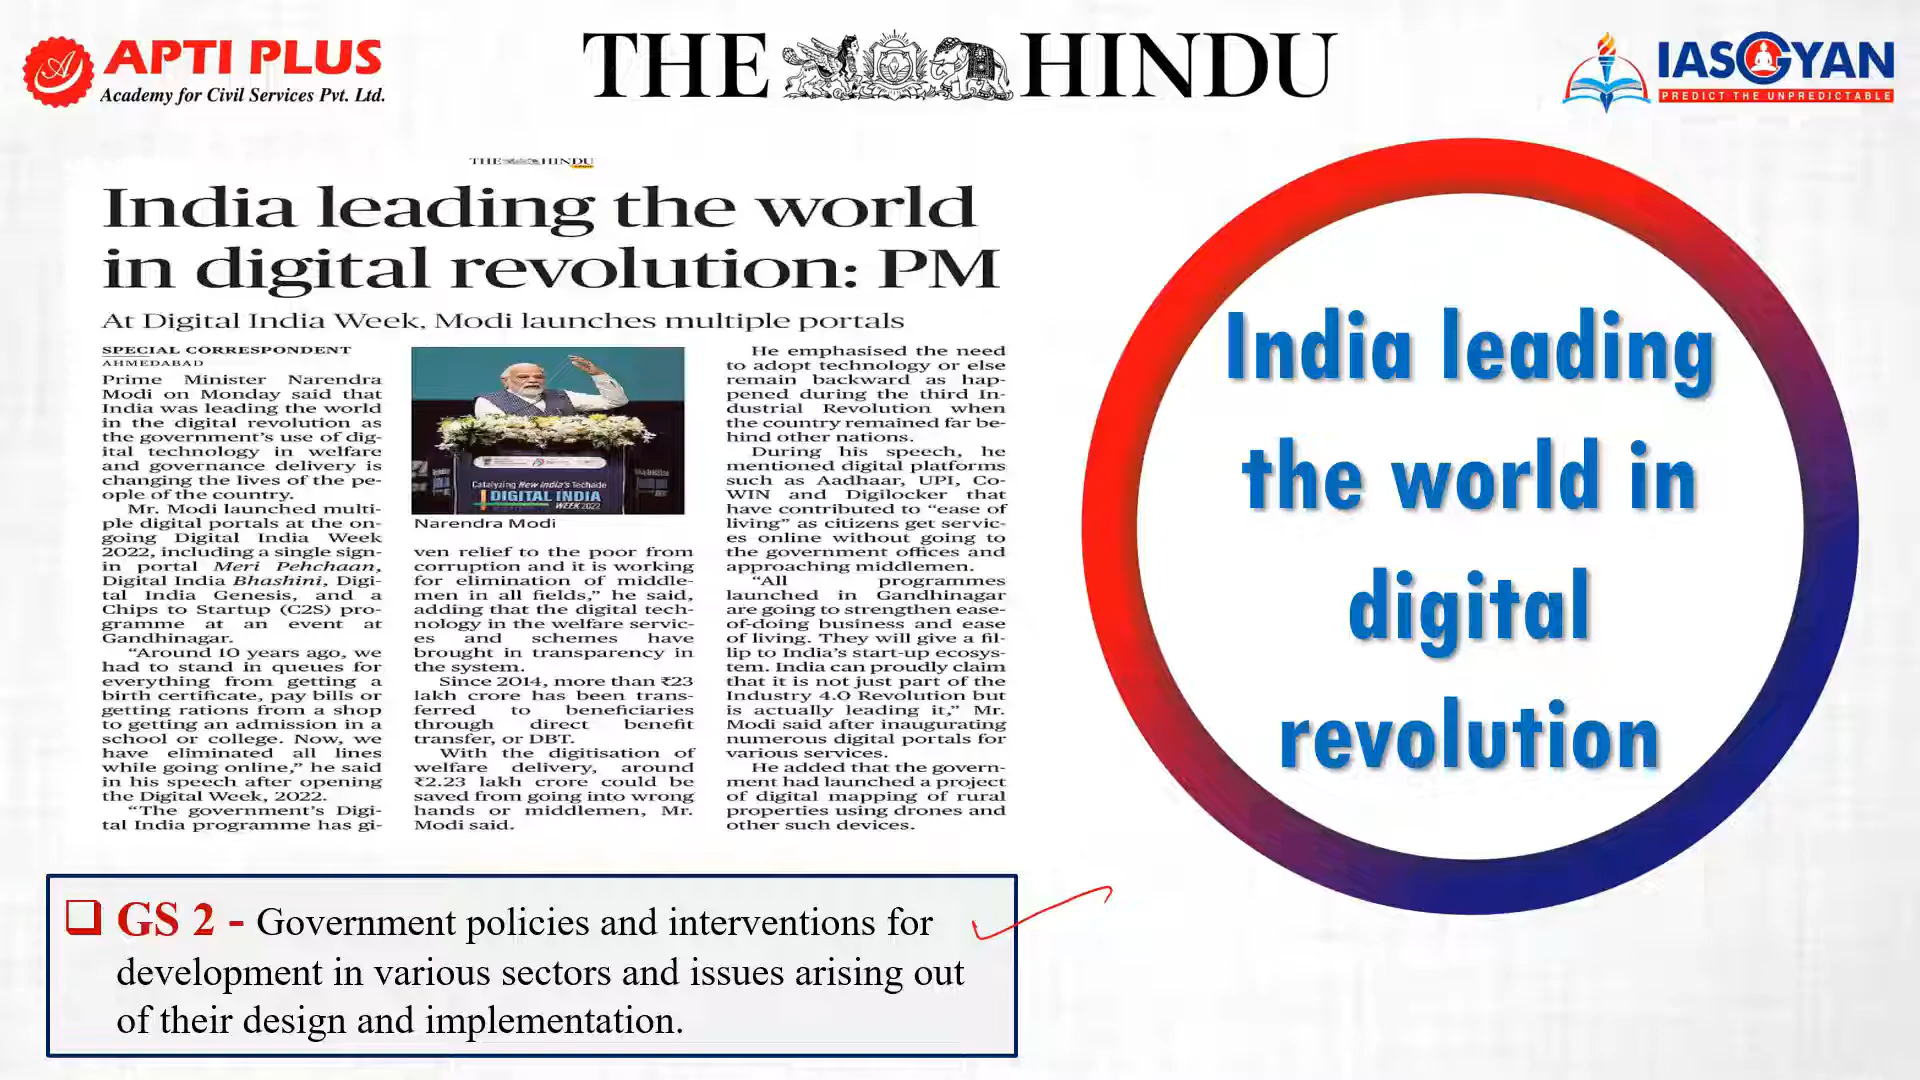 APTI PLUS
Academy for Civil Services Pvt. Ltd.
THE HINDU
IASGYAN
PREDICT THE UNPREDICTABLE
THE HINDU
India leading the world
in digital revolution: PM
At Digital India Week, Modi launches multiple portals
SPECIAL CORRESPONDENT
AHMEDABAD
Prime Minister Narendra
Modi on Monday said that
India was leading the world
in the digital revolution as
the government's use of dig-
ital technology in welfare
and governance delivery is
changing the lives of the pe-
ople of the country.
Mr. Modi launched multi-
ple digital portals at the on-
going Digital India Week
2022, including a single sign-
in portal Meri Pehchaan,
Digital India Bhashini, Digi-
tal India Genesis, and a
Chips to Startup (C2S) pro-
gramme at an event at
Gandhinagar.
"Around 10 years ago, we
had to stand in queues for
everything from getting a
birth certificate, pay bills or
getting rations from a shop
to getting an admission in a
school or college. Now, we
have eliminated all lines
while going online," he said
in his speech after opening
the Digital Week, 2022.
"The government's Digi-
tal India programme has gi-
Catalyzing New India's Techade
DIGITAL INDIA
WEEK 2022
Narendra Modi
ven relief to the poor from
corruption and it is working
for elimination of middle-
men in all fields," he said,
adding that the digital tech-
nology in the welfare servic-
es and schemes have
brought in transparency in
the system.
Since 2014, more than ₹23
lakh crore has been trans-
ferred to beneficiaries
through direct benefit
transfer, or DBT.
With the digitisation of
welfare delivery, around
₹2.23 lakh crore could be
saved from going into wrong
hands or middlemen, Mr.
Modi said.
He emphasised the need
to adopt technology or else
remain backward as hap-
pened during the third In-
dustrial Revolution when
the country remained far be-
hind other nations.
During his speech, he
mentioned digital platforms
such as Aadhaar, UPI, Co-
WIN and Digilocker that
have contributed to "ease of
living" as citizens get servic-
es online without going to
the government offices and
approaching middlemen.
"All programmes
launched in Gandhinagar
are going to strengthen ease-
of-doing business and ease
of living. They will give a fil-
lip to India's start-up ecosys-
tem. India can proudly claim
that it is not just part of the
Industry 4.0 Revolution but
is actually leading it," Mr.
Modi said after inaugurating
numerous digital portals for
various services.
He added that the govern-
ment had launched a project
of digital mapping of rural
properties using drones and
other such devices.
India leading
the world in
digital
revolution
GS 2 - Government policies and interventions for
development in various sectors and issues arising out
of their design and implementation.